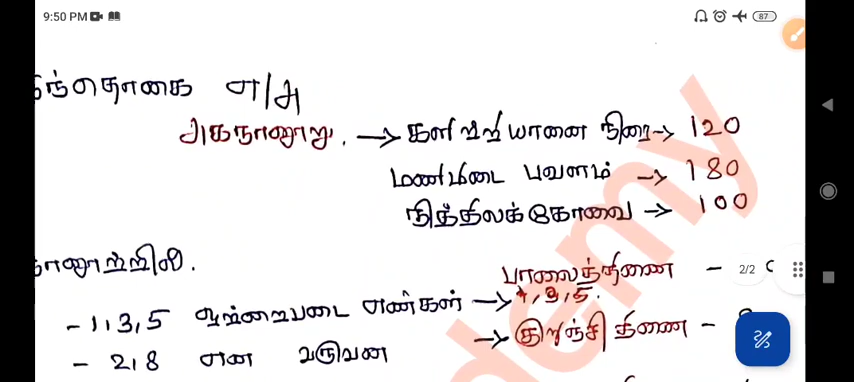 9:50 PM 87
ந்தொகை எ/அ
அகநானூறு. → களிற்றியானை நிரை → 120
மணிமிடை பவளம் → 180
நித்திலக்கோவை → 100
னூற்றில்.
பாலைத்திணை -
2/2
- 1, 3, 5 ஒற்றைபடை எண்கள் → 1, 3, 5.
- 2, 8 என வருவன → குறிஞ்சி திணை -
demy